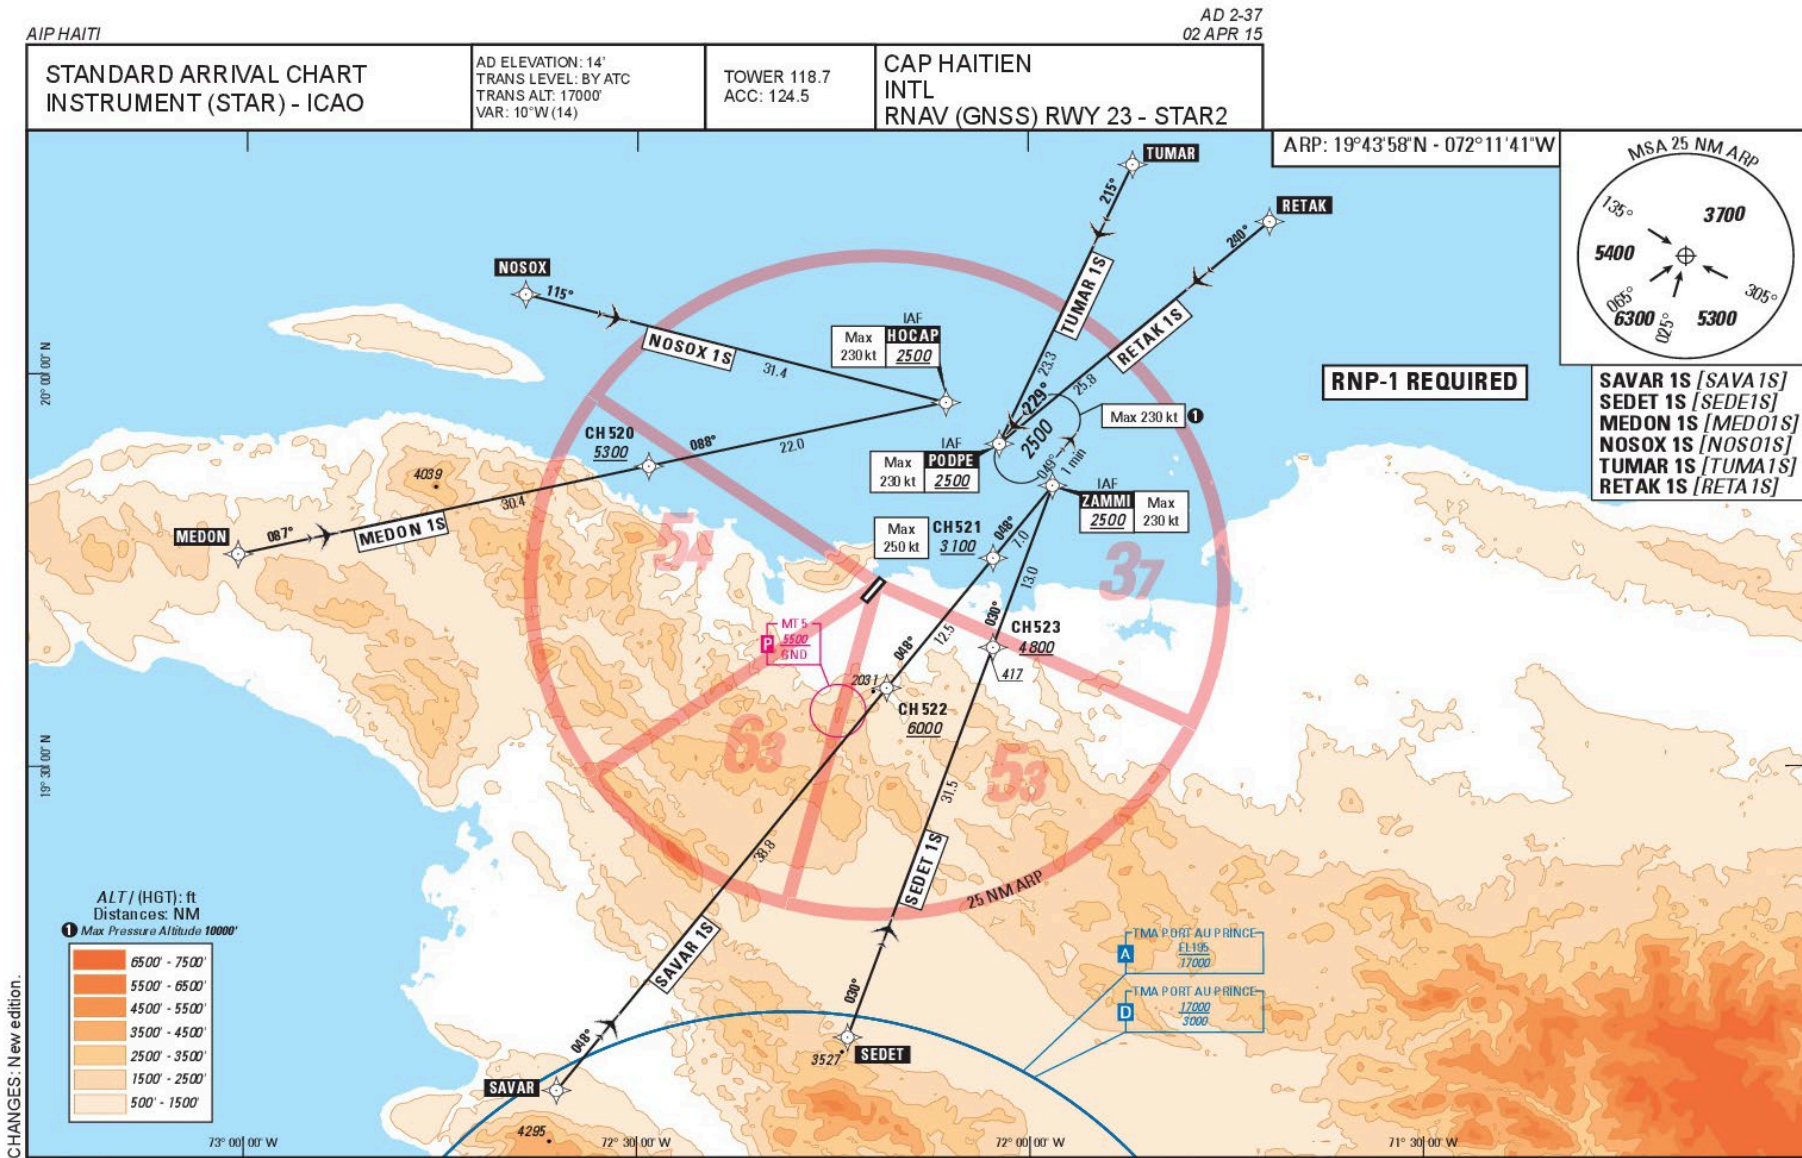 AIP HAITI
AD 2-37
02 APR 15
STANDARD ARRIVAL CHART
INSTRUMENT (STAR) - ICAO
AD ELEVATION: 14'
TRANS LEVEL: BY ATC
TRANS ALT: 17000'
VAR: 10°W (14)
TOWER 118.7
ACC: 124.5
CAP HAITIEN
INTL
RNAV (GNSS) RWY 23 - STAR2
ARP: 19°43'58"N - 072°11'41"W
MSA 25 NM ARP
135°
3700
5400
065°
6300
025°
5300
305°
RNP-1 REQUIRED
SAVAR 1S [SAVA1S]
SEDET 1S [SEDE1S]
MEDON 1S [MEDO1S]
NOSOX 1S [NOSO1S]
TUMAR 1S [TUMA1S]
RETAK 1S [RETA1S]
TUMAR
215°
TUMAR 1S
23.3
RETAK
240°
RETAK 1S
25.8
NOSOX
115°
NOSOX 1S
31.4
IAF
Max
230 kt
HOCAP
2500
20° 00' 00" N
CH520
5300
088°
22.0
229°
2500
049°
1 min
Max 230 kt 1
IAF
Max
230 kt
PODPE
2500
IAF
ZAMMI
2500
Max
230 kt
4039
30.4
MEDON
087°
MEDON 1S
Max
250 kt
CH521
3100
048°
7.0
13.0
54
37
030°
CH523
4800
417
12.5
048°
MT5
P
5500
GND
2031
CH522
6000
63
53
19° 30' 00" N
31.5
38.8
SEDET 1S
25 NM ARP
SAVAR 1S
030°
048°
SEDET
3527
SAVAR
4295
TMA PORT AU PRINCE
A
FL195
17000
TMA PORT AU PRINCE
D
17000
3000
ALT / (HGT): ft
Distances: NM
1 Max Pressure Altitude 10000'
6500' - 7500'
5500' - 6500'
4500' - 5500'
3500' - 4500'
2500' - 3500'
1500' - 2500'
500' - 1500'
73° 00' 00" W
72° 30' 00" W
72° 00' 00" W
71° 30' 00" W
CHANGES: New edition.